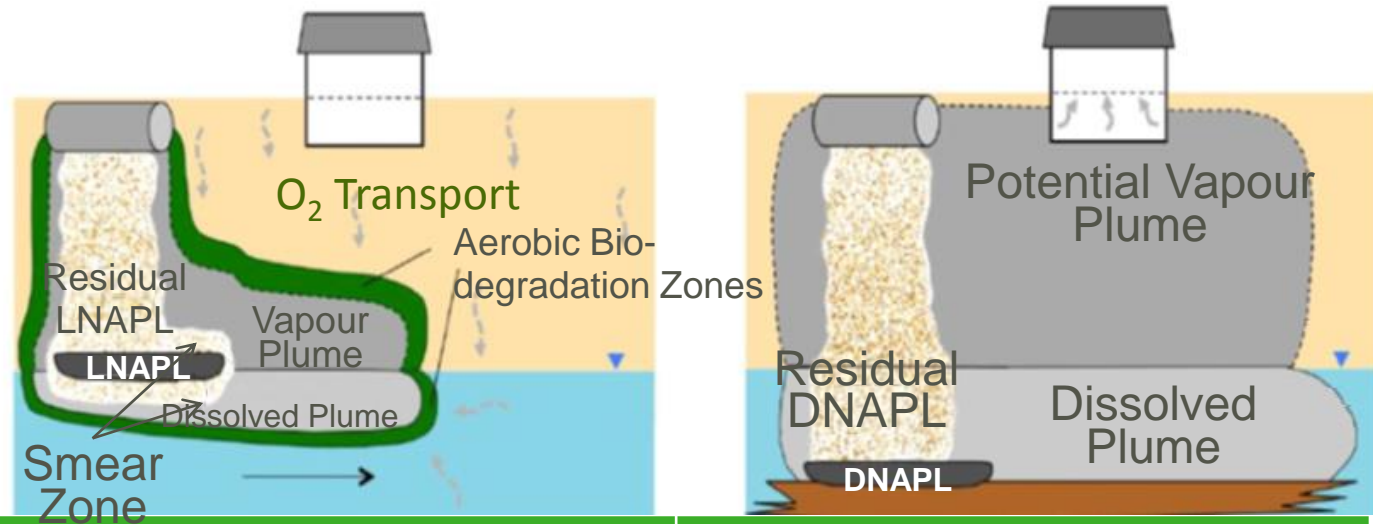 O₂ Transport
Aerobic Bio-
degradation Zones
Residual
LNAPL
Vapour
Plume
LNAPL
Dissolved Plume
Smear
Zone
Potential Vapour
Plume
Residual
DNAPL
Dissolved
Plume
DNAPL